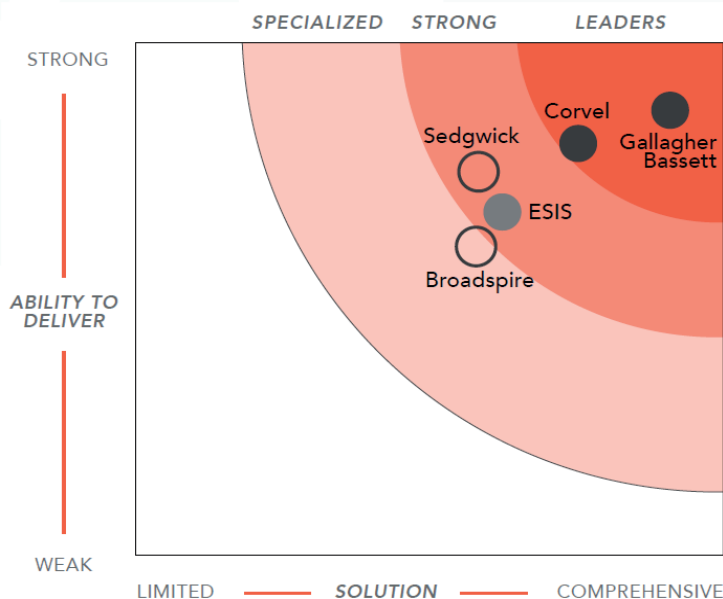 SPECIALIZED STRONG LEADERS
STRONG
Corvel
Sedgwick
Gallagher
Bassett
ESIS
Broadspire
ABILITY TO
DELIVER
WEAK
LIMITED SOLUTION COMPREHENSIVE